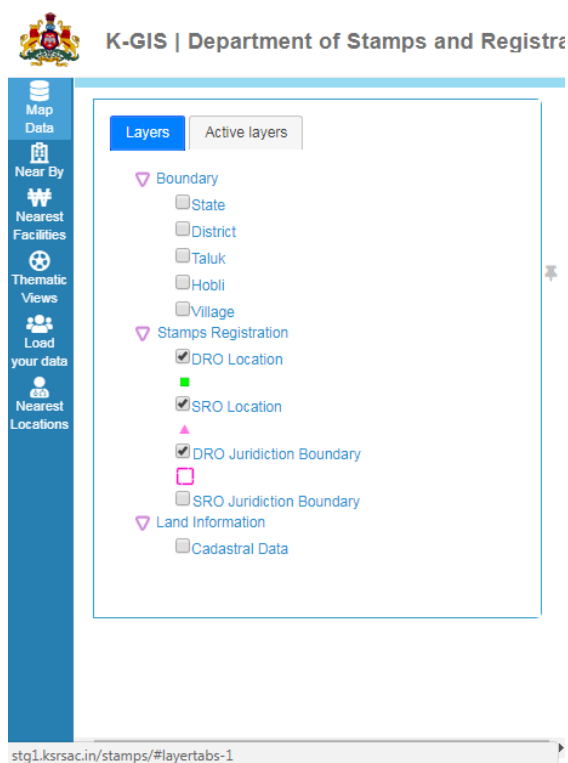 K-GIS | Department of Stamps and Registra
Map
Data
Near By
Nearest
Facilities
Thematic
Views
Load
your data
Nearest
Locations
Layers
Active layers
Boundary
State
District
Taluk
Hobli
Village
Stamps Registration
DRO Location
SRO Location
DRO Juridiction Boundary
SRO Juridiction Boundary
Land Information
Cadastral Data
stg1.ksrsac.in/stamps/#layertabs-1